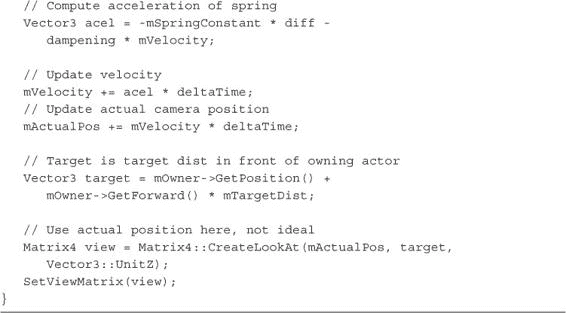 // Compute acceleration of spring
Vector3 acel = -mSpringConstant * diff -
dampening * mVelocity;
// Update velocity
mVelocity += acel * deltaTime;
// Update actual camera position
mActualPos += mVelocity * deltaTime;
// Target is target dist in front of owning actor
Vector3 target = mOwner->GetPosition() +
mOwner->GetForward() * mTargetDist;
// Use actual position here, not ideal
Matrix4 view = Matrix4::CreateLookAt(mActualPos, target,
Vector3::UnitZ);
SetViewMatrix(view);
}